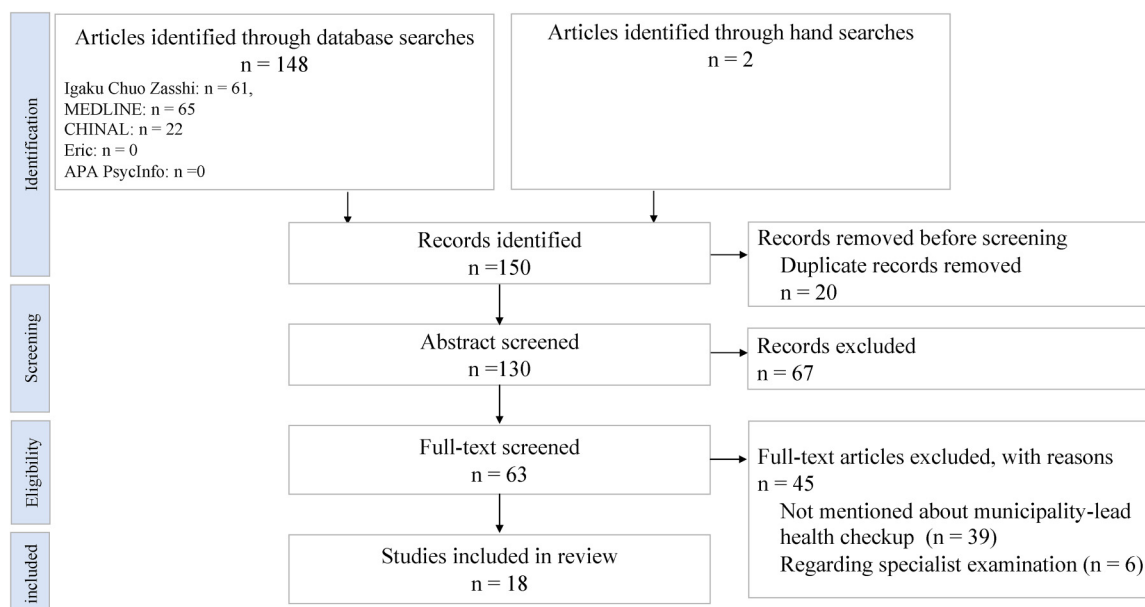 Identification
Articles identified through database searches
n = 148
Igaku Chuo Zasshi: n = 61,
MEDLINE: n = 65
CHINAL: n = 22
Eric: n = 0
APA PsycInfo: n =0
Articles identified through hand searches
n = 2
Records identified
n =150
Records removed before screening
Duplicate records removed
n = 20
Screening
Abstract screened
n =130
Records excluded
n = 67
Eligibility
Full-text screened
n = 63
Full-text articles excluded, with reasons
n = 45
Not mentioned about municipality-lead
health checkup (n = 39)
Regarding specialist examination (n = 6)
included
Studies included in review
n = 18